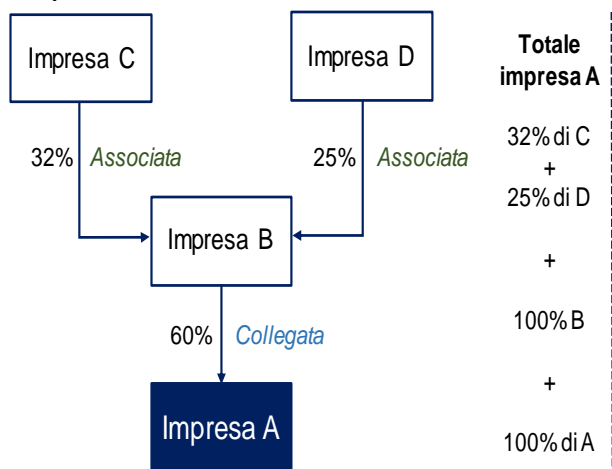 Impresa C
Impresa D
Totale
impresa A
32% Associata
25% Associata
32% di C
+
25% di D
Impresa B
+
60% Collegata
100% B
+
Impresa A
100% di A